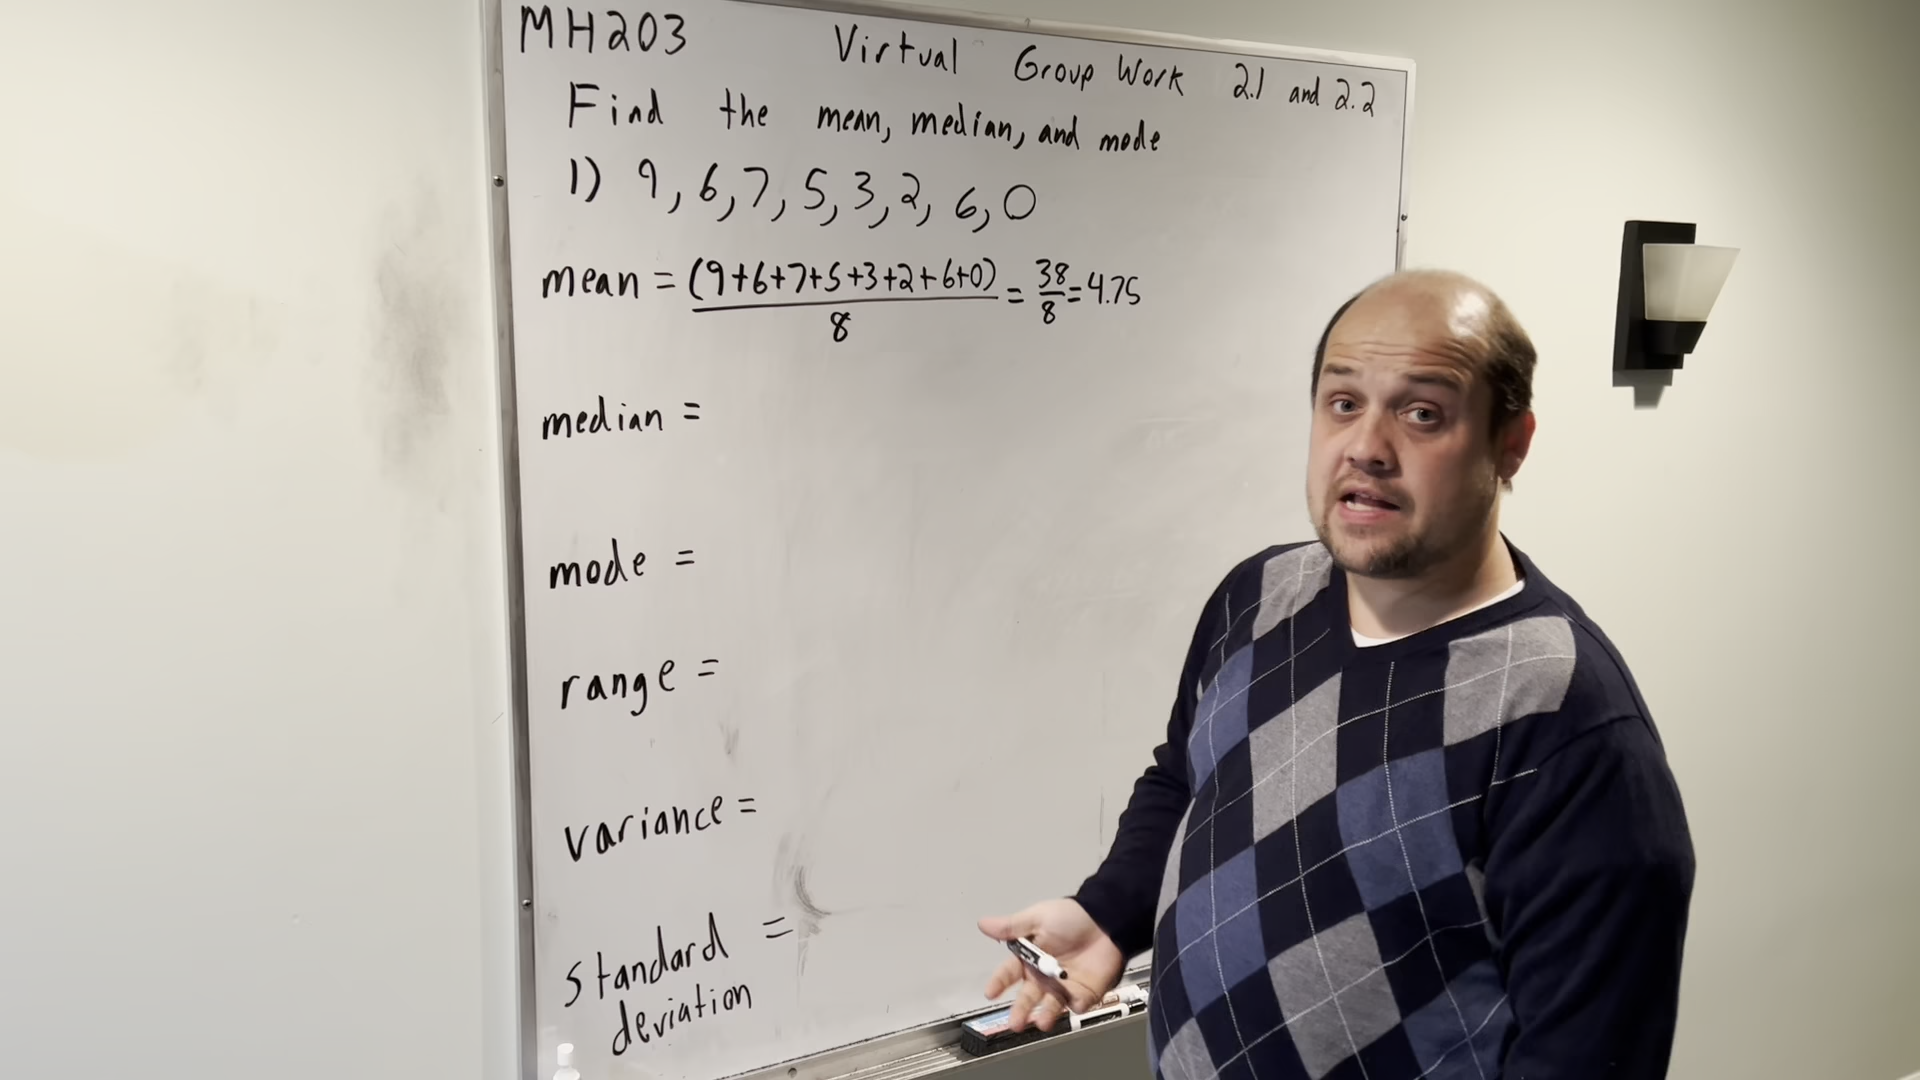 MH203 Virtual Group Work 2.1 and 2.2
Find the mean, median, and mode
1) 9, 6, 7, 5, 3, 2, 6, 0
mean = (9+6+7+5+3+2+6+0)/8 = 38/8 = 4.75
median =
mode =
range =
variance =
standard deviation =